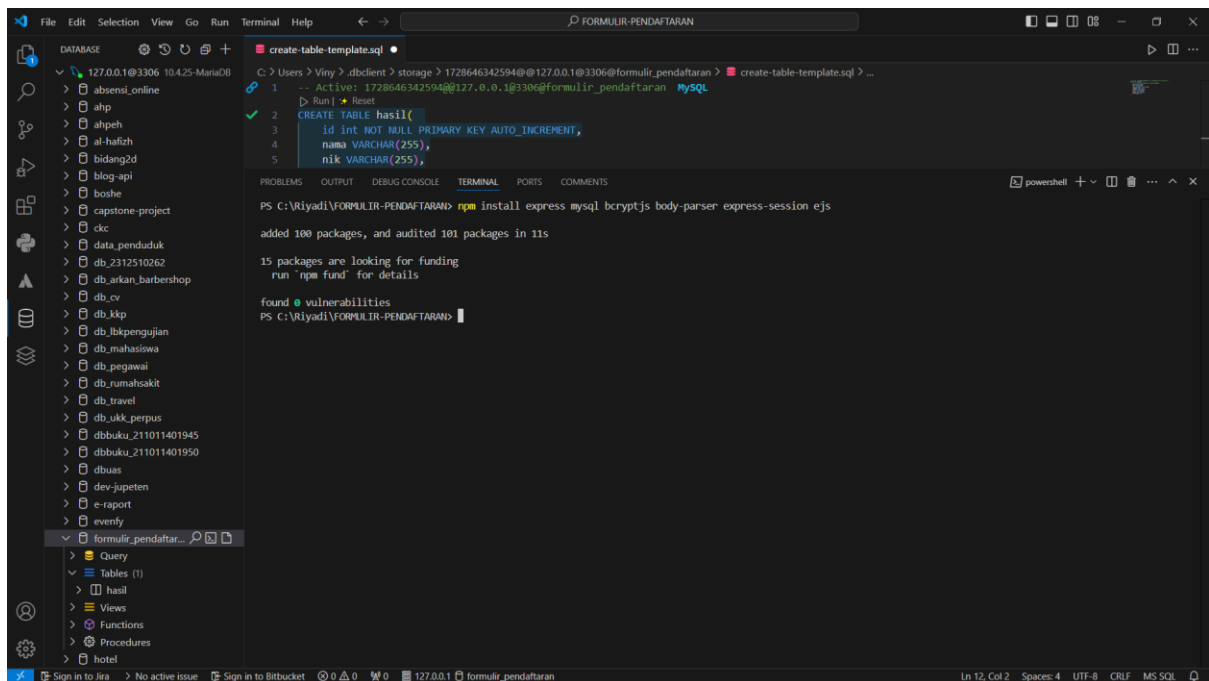 File Edit Selection View Go Run Terminal Help
FORMULIR-PENDAFTARAN
DATABASE
127.0.0.1@3306 10.4.25-MariaDB
absensi_online
ahp
ahpeh
al-hafizh
bidang2d
blog-api
boshe
capstone-project
ckc
data_penduduk
db_2312510262
db_arkan_barbershop
db_cv
db_kkp
db_lbkpengujian
db_mahasiswa
db_pegawai
db_rumahsakit
db_travel
db_ukk_perpus
dbbuku_211011401945
dbbuku_211011401950
dbuas
dev-jupeten
e-raport
evenfy
formulir_pendaftar...
Query
Tables (1)
hasil
Views
Functions
Procedures
hotel
create-table-template.sql
C: > Users > Viny > .dbclient > storage > 1728646342594@@127.0.0.1@3306@formulir_pendaftaran > create-table-template.sql > ...
1 -- Active: 1728646342594@@127.0.0.1@3306@formulir_pendaftaran MySQL
Run | Reset
2 CREATE TABLE hasil(
3 id int NOT NULL PRIMARY KEY AUTO_INCREMENT,
4 nama VARCHAR(255),
5 nik VARCHAR(255),
PROBLEMS OUTPUT DEBUG CONSOLE TERMINAL PORTS COMMENTS
powershell
PS C:\Riyadi\FORMULIR-PENDAFTARAN> npm install express mysql bcryptjs body-parser express-session ejs
added 100 packages, and audited 101 packages in 11s
15 packages are looking for funding
run `npm fund` for details
found 0 vulnerabilities
PS C:\Riyadi\FORMULIR-PENDAFTARAN>
Sign in to Jira No active issue Sign in to Bitbucket 0 0 0 127.0.0.1 formulir_pendaftaran Ln 12, Col 2 Spaces: 4 UTF-8 CRLF MS SQL